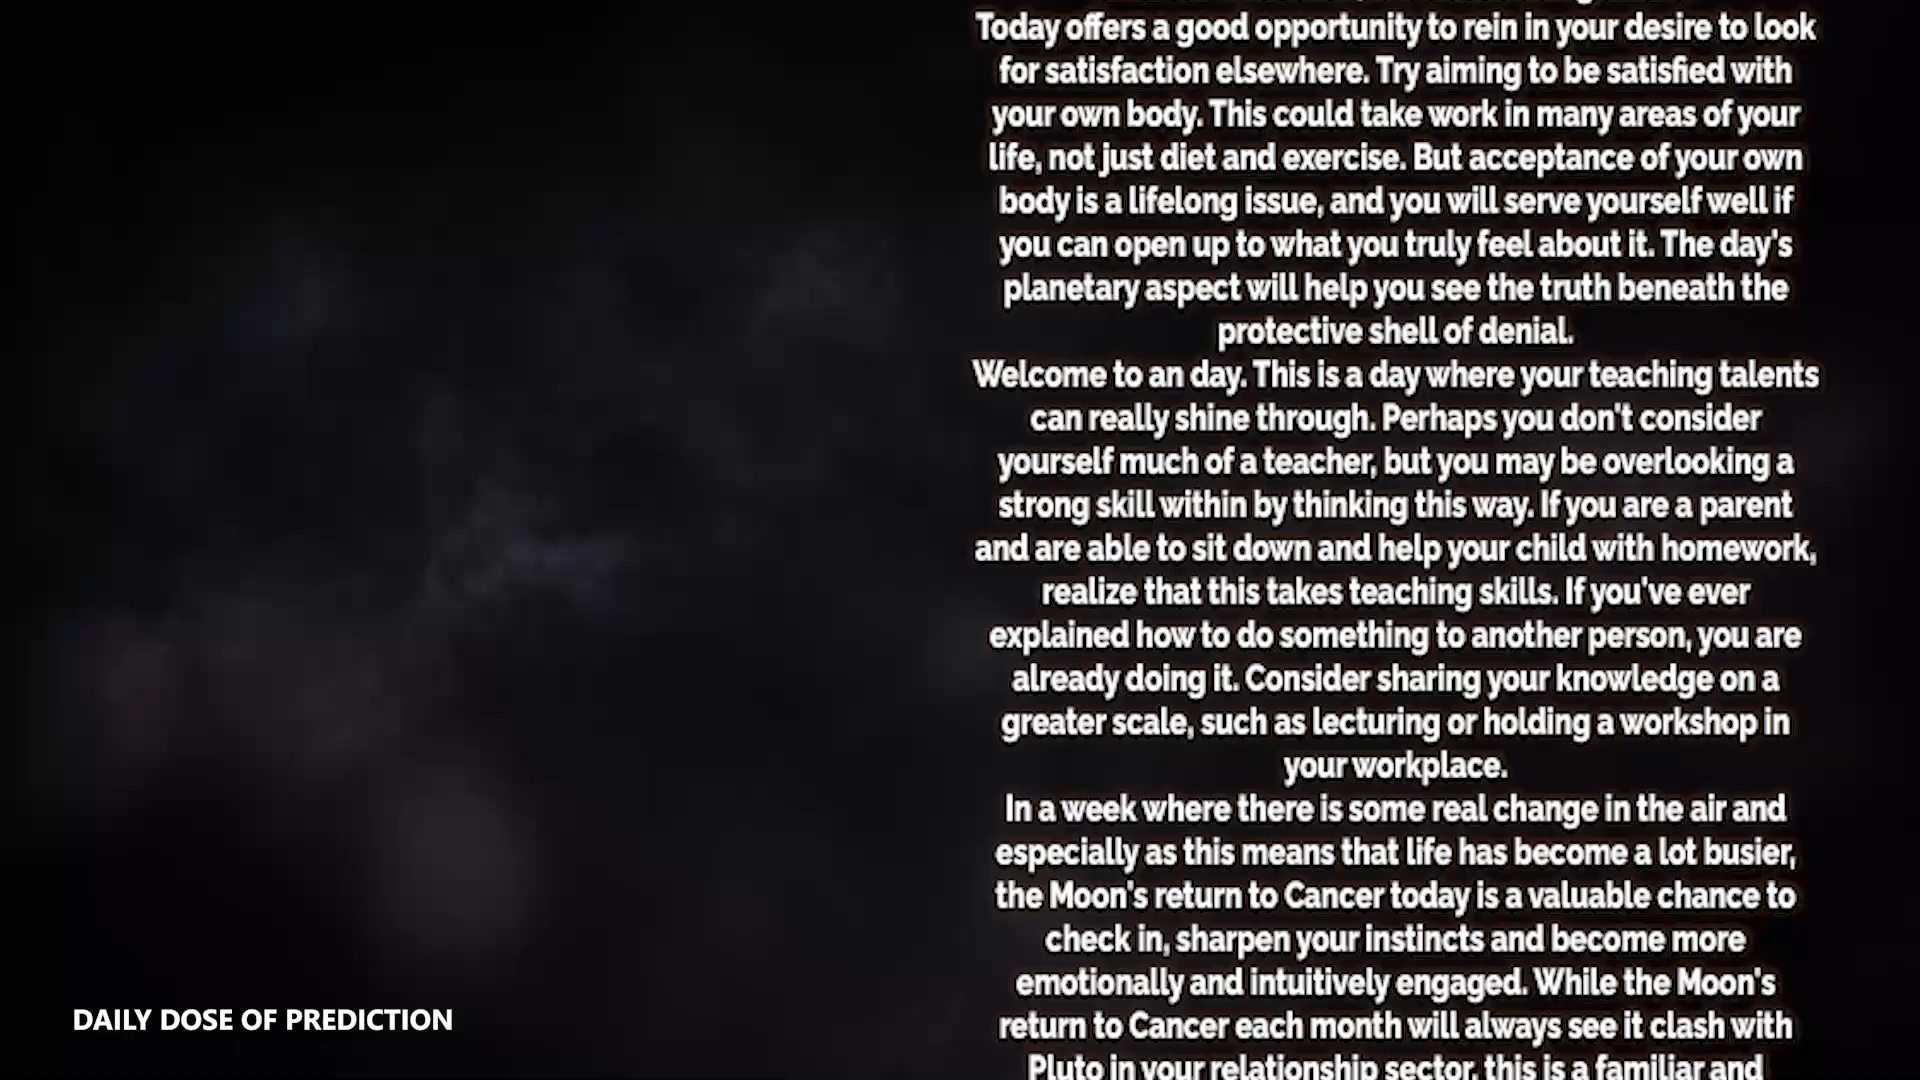 Today offers a good opportunity to rein in your desire to look
for satisfaction elsewhere. Try aiming to be satisfied with
your own body. This could take work in many areas of your
life, not just diet and exercise. But acceptance of your own
body is a lifelong issue, and you will serve yourself well if
you can open up to what you truly feel about it. The day's
planetary aspect will help you see the truth beneath the
protective shell of denial.
Welcome to an day. This is a day where your teaching talents
can really shine through. Perhaps you don't consider
yourself much of a teacher, but you may be overlooking a
strong skill within by thinking this way. If you are a parent
and are able to sit down and help your child with homework,
realize that this takes teaching skills. If you've ever
explained how to do something to another person, you are
already doing it. Consider sharing your knowledge on a
greater scale, such as lecturing or holding a workshop in
your workplace.
In a week where there is some real change in the air and
especially as this means that life has become a lot busier,
the Moon's return to Cancer today is a valuable chance to
check in, sharpen your instincts and become more
emotionally and intuitively engaged. While the Moon's
return to Cancer each month will always see it clash with
Pluto in your relationship sector, this is a familiar and
DAILY DOSE OF PREDICTION